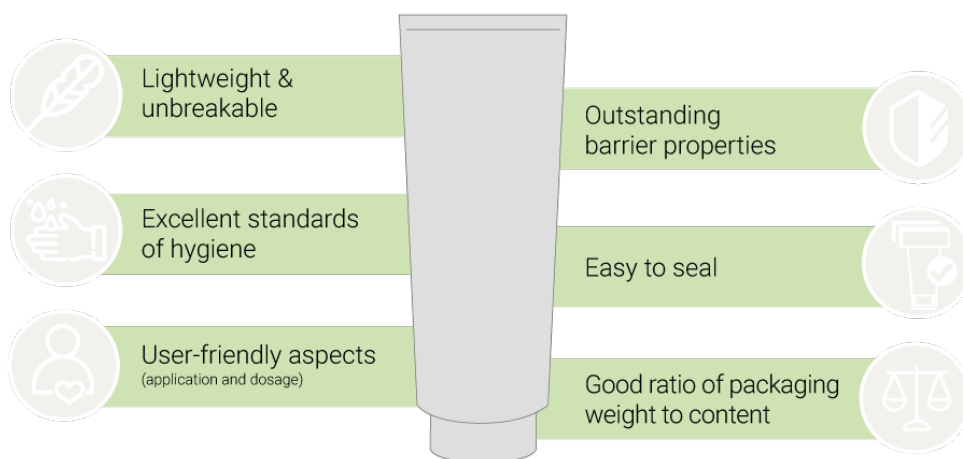 Lightweight &
unbreakable
Excellent standards
of hygiene
User-friendly aspects
(application and dosage)
Outstanding
barrier properties
Easy to seal
Good ratio of packaging
weight to content